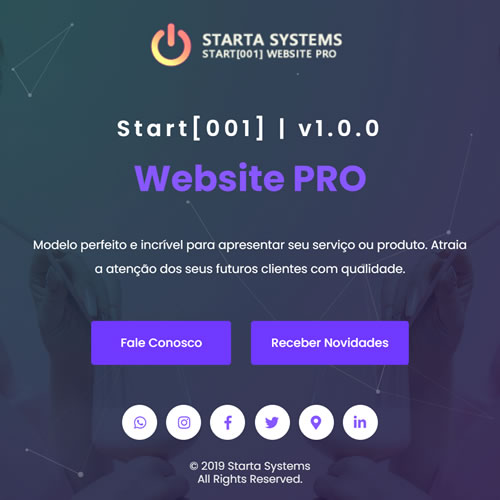 STARTA SYSTEMS
START[001] WEBSITE PRO
Start[001] | v1.0.0
Website PRO
Modelo perfeito e incrível para apresentar seu serviço ou produto. Atraia
a atenção dos seus futuros clientes com qualidade.
Fale Conosco
Receber Novidades
© 2019 Starta Systems
All Rights Reserved.